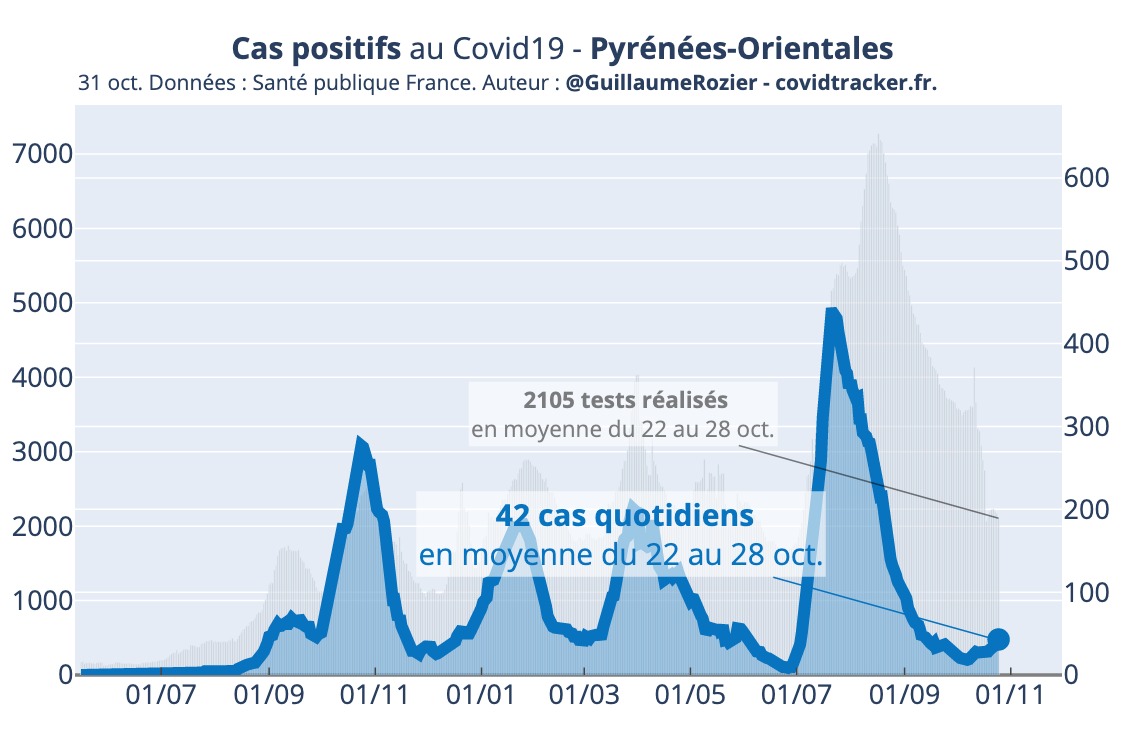 Cas positifs au Covid19 - Pyrénées-Orientales
31 oct. Données : Santé publique France. Auteur : @GuillaumeRozier - covidtracker.fr.
7000
6000
5000
4000
3000
2000
1000
0
600
500
400
300
200
100
0
2105 tests réalisés
en moyenne du 22 au 28 oct.
42 cas quotidiens
en moyenne du 22 au 28 oct.
01/07 01/09 01/11 01/01 01/03 01/05 01/07 01/09 01/11